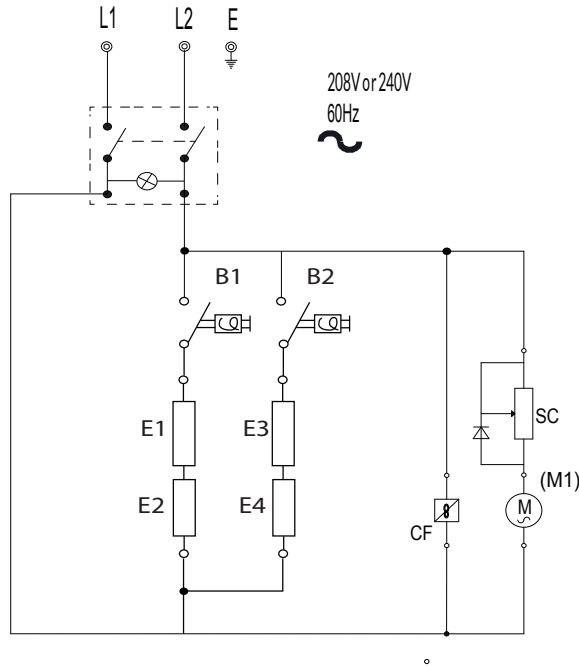 L1 L2 E
208V or 240V
60Hz
B1 B2
E1 E3
SC
E2 E4
(M1)
M
CF